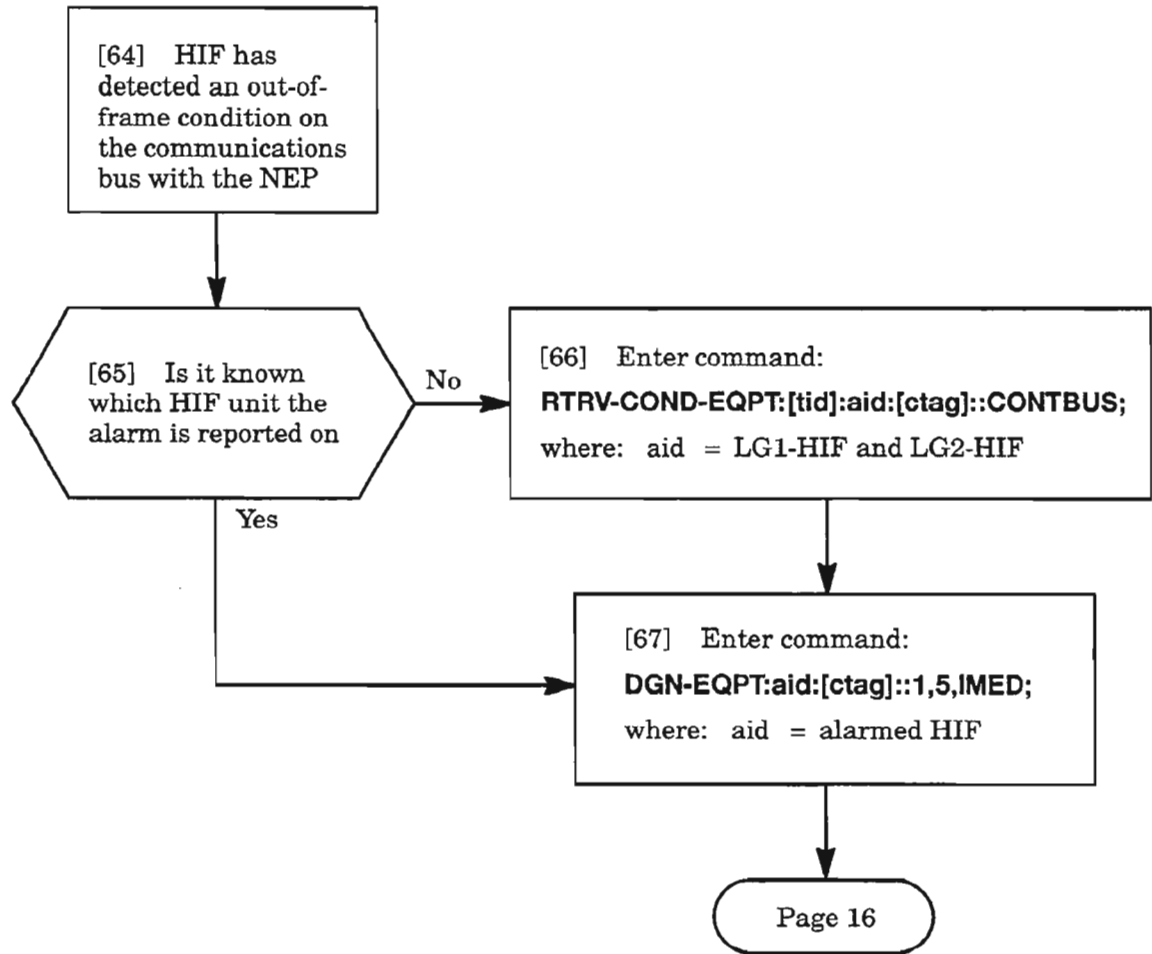 [64] HIF has
detected an out-of-
frame condition on
the communications
bus with the NEP
[65] Is it known
which HIF unit the
alarm is reported on
No
Yes
[66] Enter command:
RTRV-COND-EQPT:[tid]:aid:[ctag]::CONTBUS;
where: aid = LG1-HIF and LG2-HIF
[67] Enter command:
DGN-EQPT:aid:[ctag]::1,5,IMED;
where: aid = alarmed HIF
Page 16